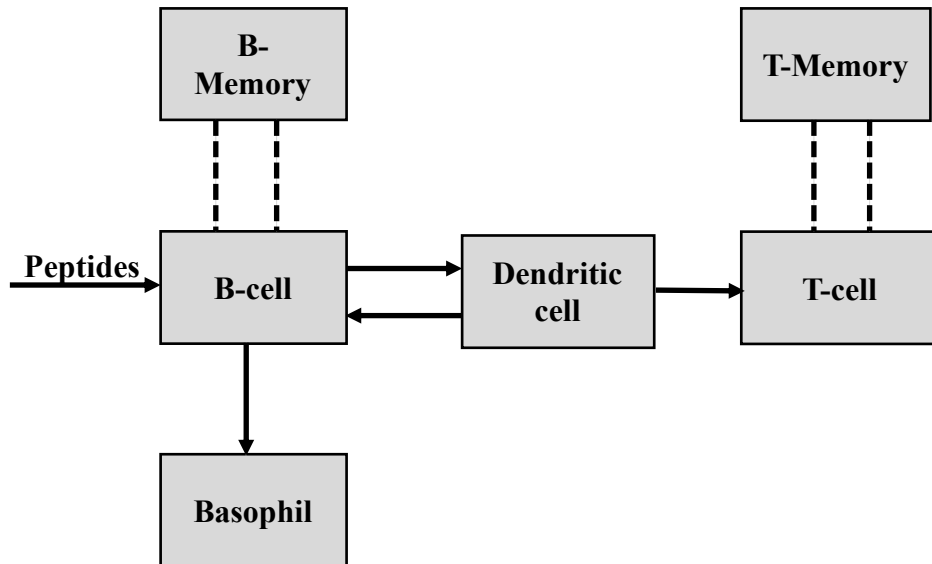 B-
Memory
T-Memory
Peptides
B-cell
Dendritic
cell
T-cell
Basophil